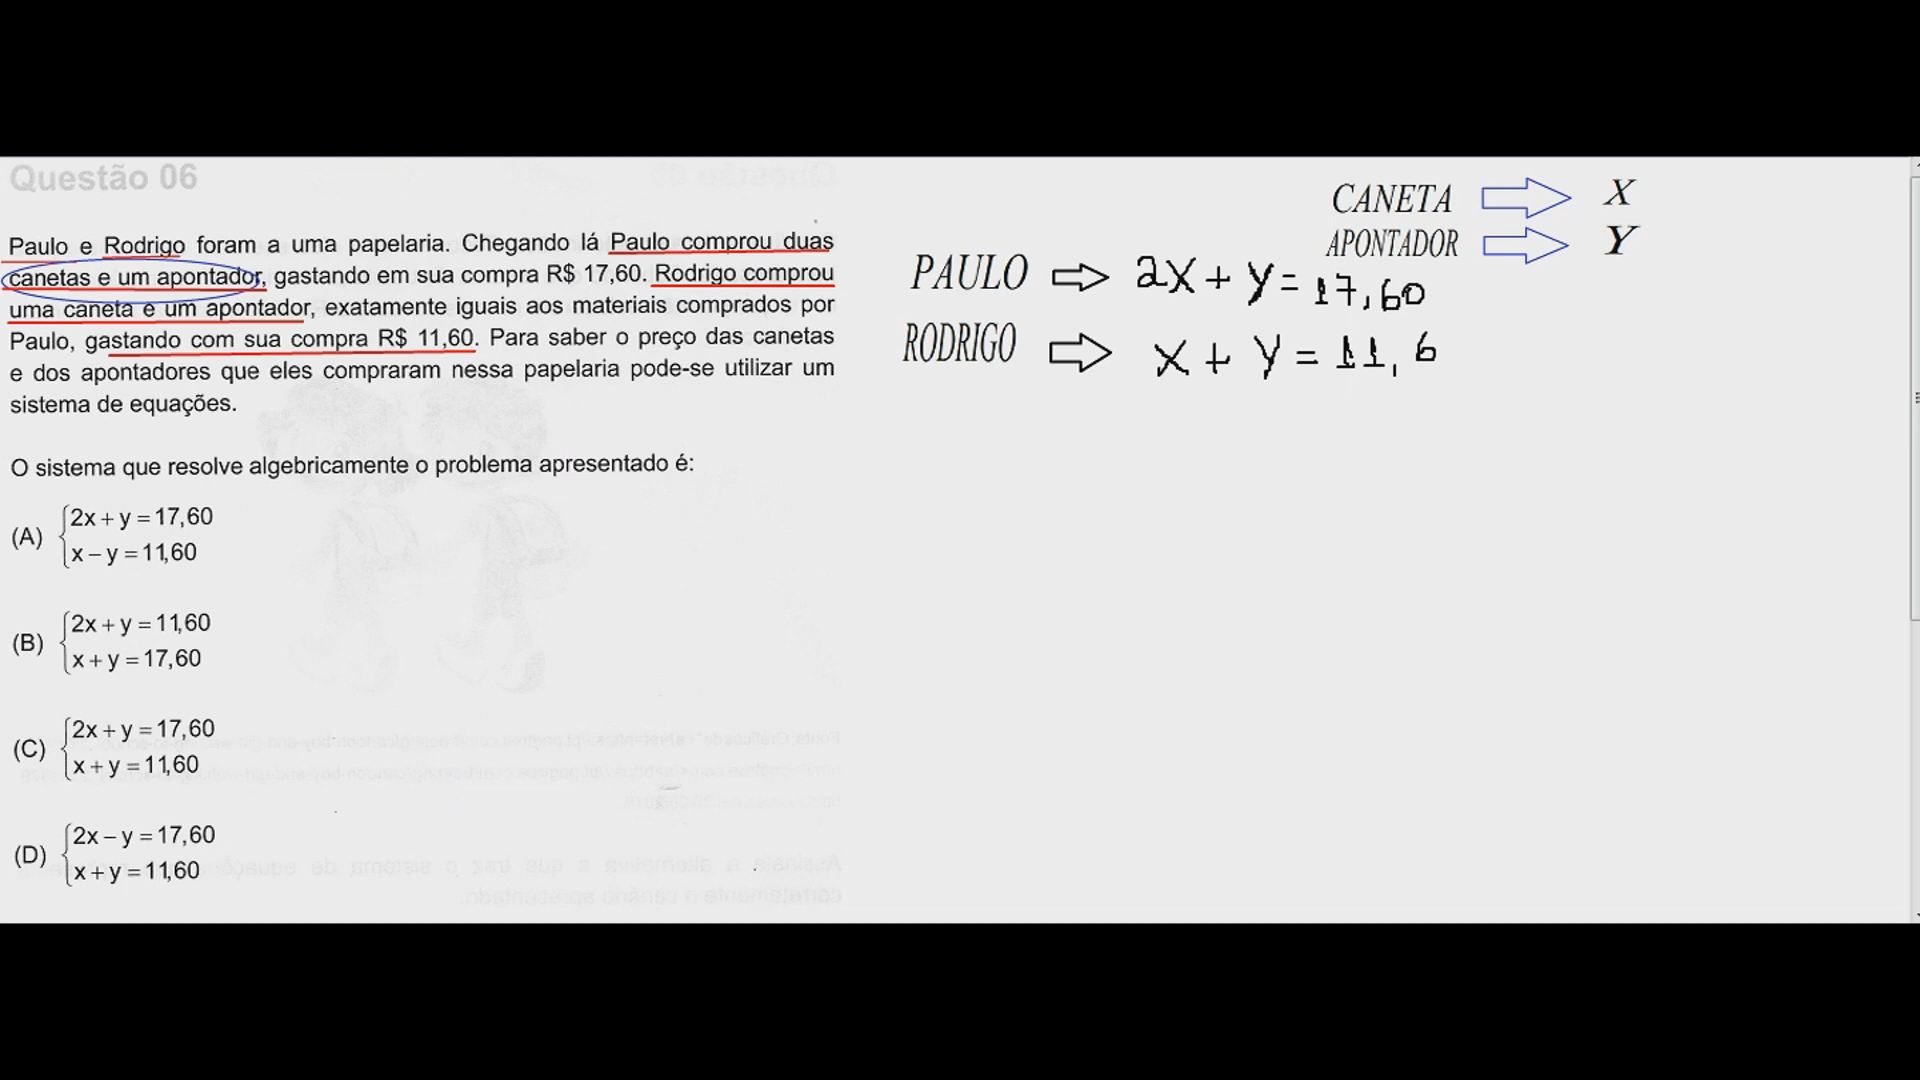 Questão 06
Paulo e Rodrigo foram a uma papelaria. Chegando lá Paulo comprou duas
canetas e um apontador, gastando em sua compra R$ 17,60. Rodrigo comprou
uma caneta e um apontador, exatamente iguais aos materiais comprados por
Paulo, gastando com sua compra R$ 11,60. Para saber o preço das canetas
e dos apontadores que eles compraram nessa papelaria pode-se utilizar um
sistema de equações.
O sistema que resolve algebricamente o problema apresentado é:
(A) 2x + y = 17,60
x – y = 11,60
(B) 2x + y = 11,60
x + y = 17,60
(C) 2x + y = 17,60
x + y = 11,60
(D) 2x – y = 17,60
x + y = 11,60
CANETA ⇨ X
APONTADOR ⇨ Y
PAULO ⇨ 2X + y = 17,60
RODRIGO ⇨ x + y = 11,6